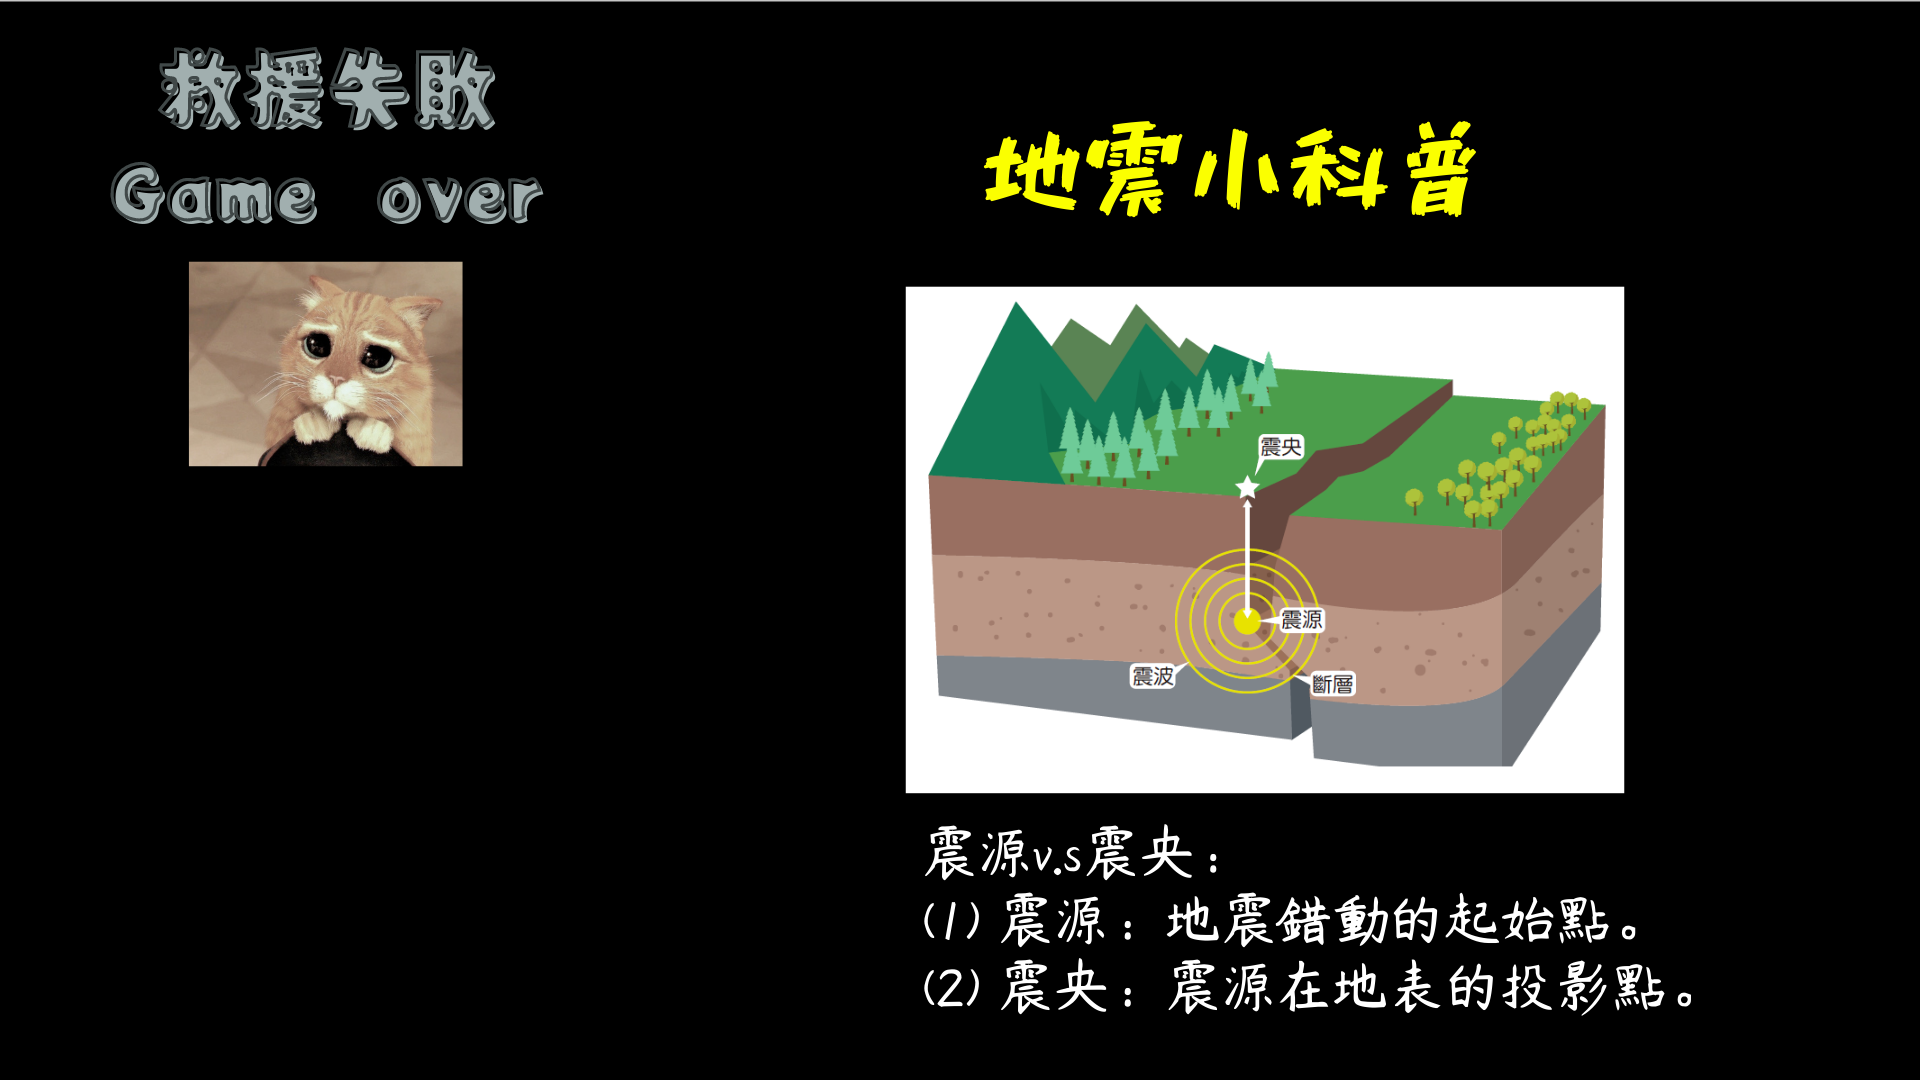 救援失敗
Game over
地震小科普
震央
震源
震波
斷層
震源v.s震央：
(1) 震源：地震錯動的起始點。
(2) 震央：震源在地表的投影點。